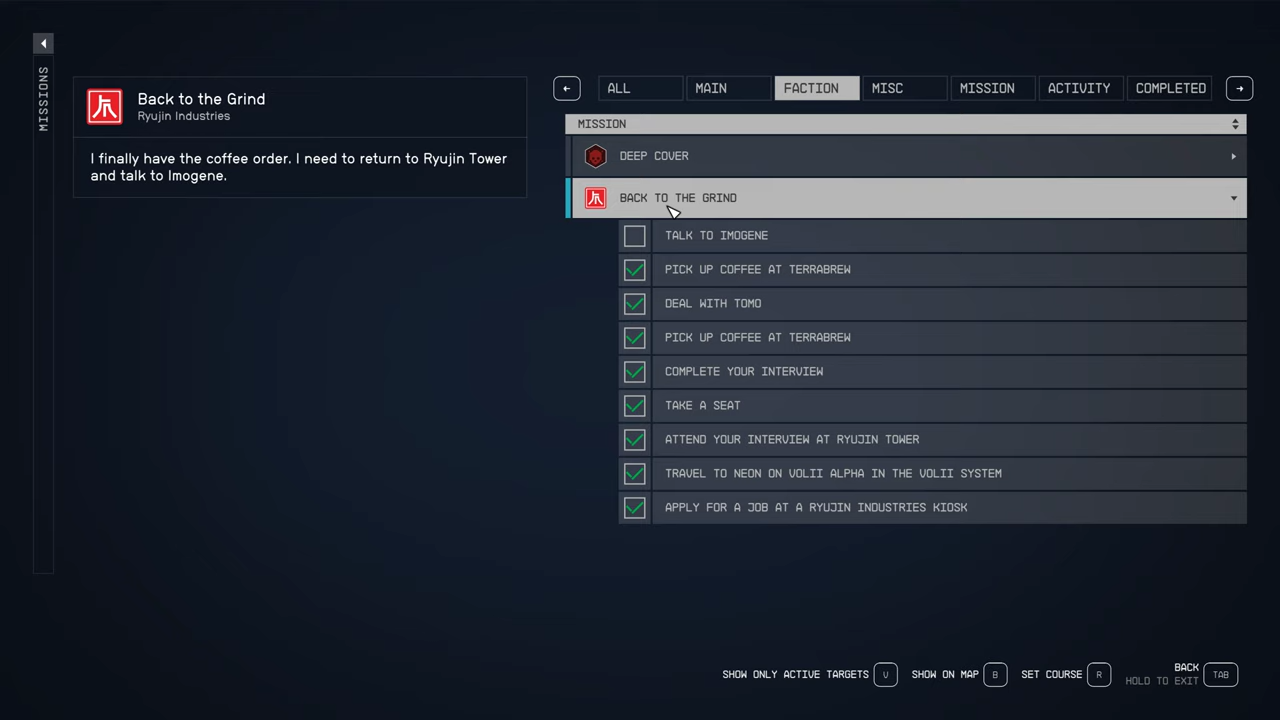 MISSIONS
Back to the Grind
Ryujin Industries
I finally have the coffee order. I need to return to Ryujin Tower
and talk to Imogene.
ALL
MAIN
FACTION
MISC
MISSION
ACTIVITY
COMPLETED
MISSION
DEEP COVER
BACK TO THE GRIND
TALK TO IMOGENE
PICK UP COFFEE AT TERRABREW
DEAL WITH TOMO
PICK UP COFFEE AT TERRABREW
COMPLETE YOUR INTERVIEW
TAKE A SEAT
ATTEND YOUR INTERVIEW AT RYUJIN TOWER
TRAVEL TO NEON ON VOLII ALPHA IN THE VOLII SYSTEM
APPLY FOR A JOB AT A RYUJIN INDUSTRIES KIOSK
SHOW ONLY ACTIVE TARGETS V
SHOW ON MAP B
SET COURSE R
BACK
HOLD TO EXIT
TAB